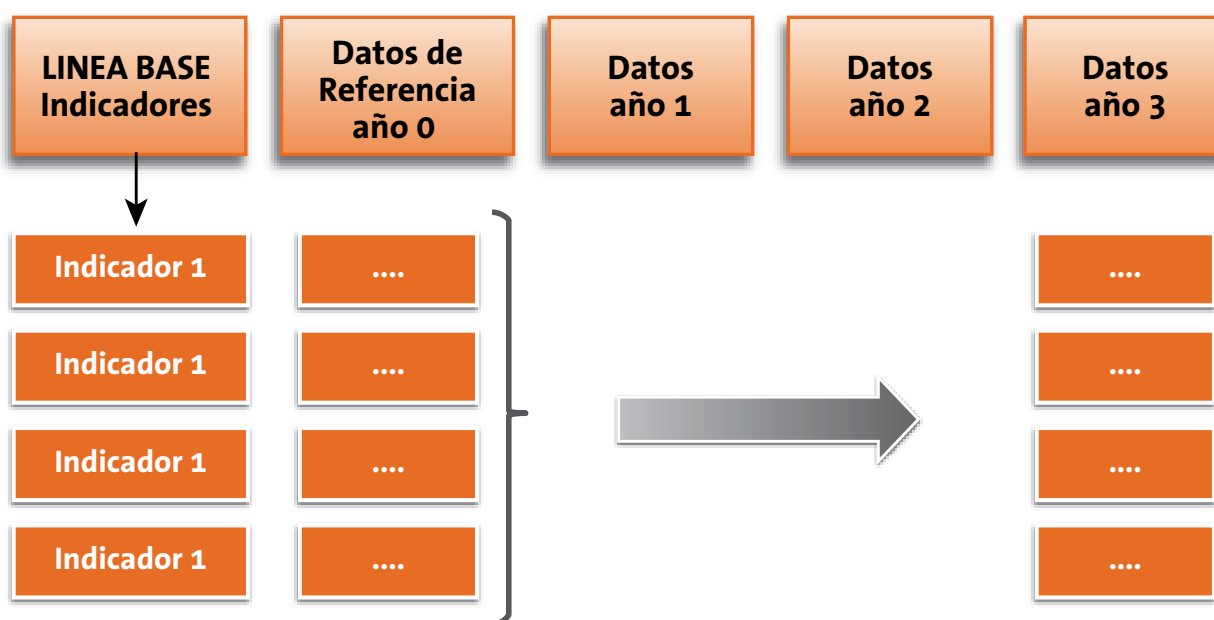 LINEA BASE
Indicadores
Datos de
Referencia
año 0
Datos
año 1
Datos
año 2
Datos
año 3
Indicador 1
....
....
Indicador 1
....
....
Indicador 1
....
....
Indicador 1
....
....